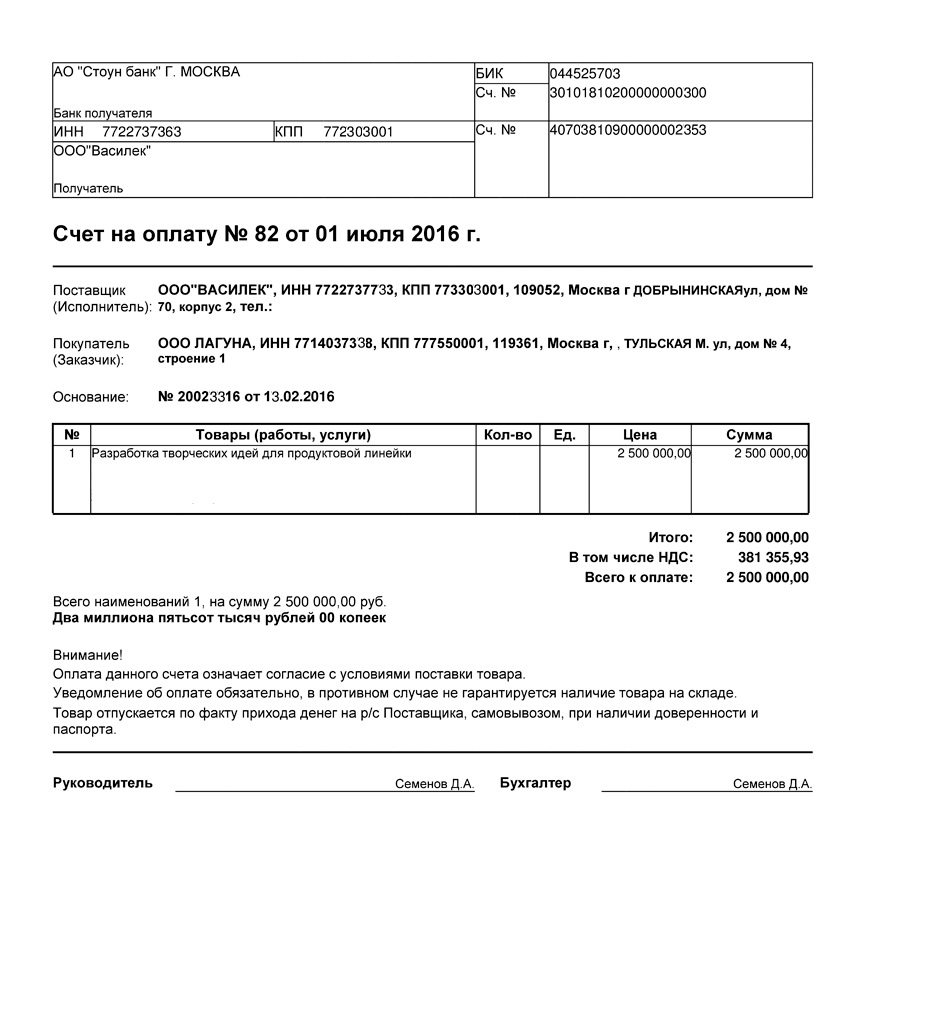 АО "Стоун банк" Г. МОСКВА
БИК 044525703
Сч. № 30101810200000000300
Банк получателя
ИНН 7722737363 КПП 772303001 Сч. № 40703810900000002353
ООО"Василек"
Получатель
Счет на оплату № 82 от 01 июля 2016 г.
Поставщик (Исполнитель): ООО"ВАСИЛЕК", ИНН 7722737733, КПП 773303001, 109052, Москва г ДОБРЫНИНСКАЯул, дом №
70, корпус 2, тел.:
Покупатель (Заказчик): ООО ЛАГУНА, ИНН 7714037338, КПП 777550001, 119361, Москва г, , ТУЛЬСКАЯ М. ул, дом № 4,
строение 1
Основание: № 20023316 от 13.02.2016
№ Товары (работы, услуги) Кол-во Ед. Цена Сумма
1 Разработка творческих идей для продуктовой линейки 2 500 000,00 2 500 000,00
Итого: 2 500 000,00
В том числе НДС: 381 355,93
Всего к оплате: 2 500 000,00
Всего наименований 1, на сумму 2 500 000,00 руб.
Два миллиона пятьсот тысяч рублей 00 копеек
Внимание!
Оплата данного счета означает согласие с условиями поставки товара.
Уведомление об оплате обязательно, в противном случае не гарантируется наличие товара на складе.
Товар отпускается по факту прихода денег на р/с Поставщика, самовывозом, при наличии доверенности и
паспорта.
Руководитель Семенов Д.А. Бухгалтер Семенов Д.А.